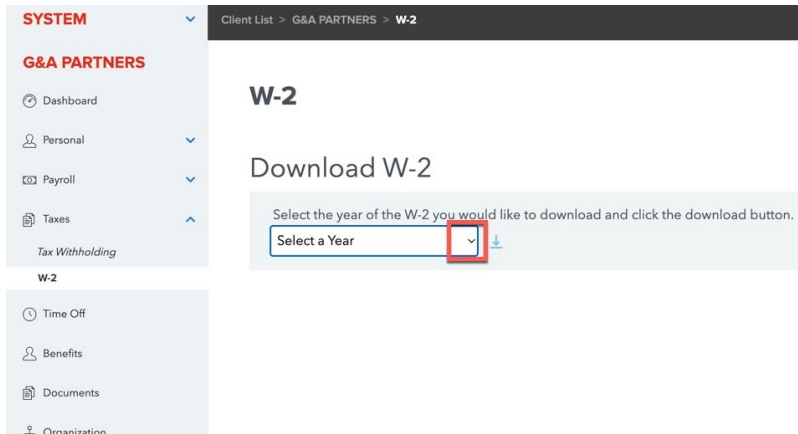 SYSTEM
G&A PARTNERS
Dashboard
Personal
Payroll
Taxes
Tax Withholding
W-2
Time Off
Benefits
Documents
Organization
Client List > G&A PARTNERS > W-2
W-2
Download W-2
Select the year of the W-2 you would like to download and click the download button.
Select a Year